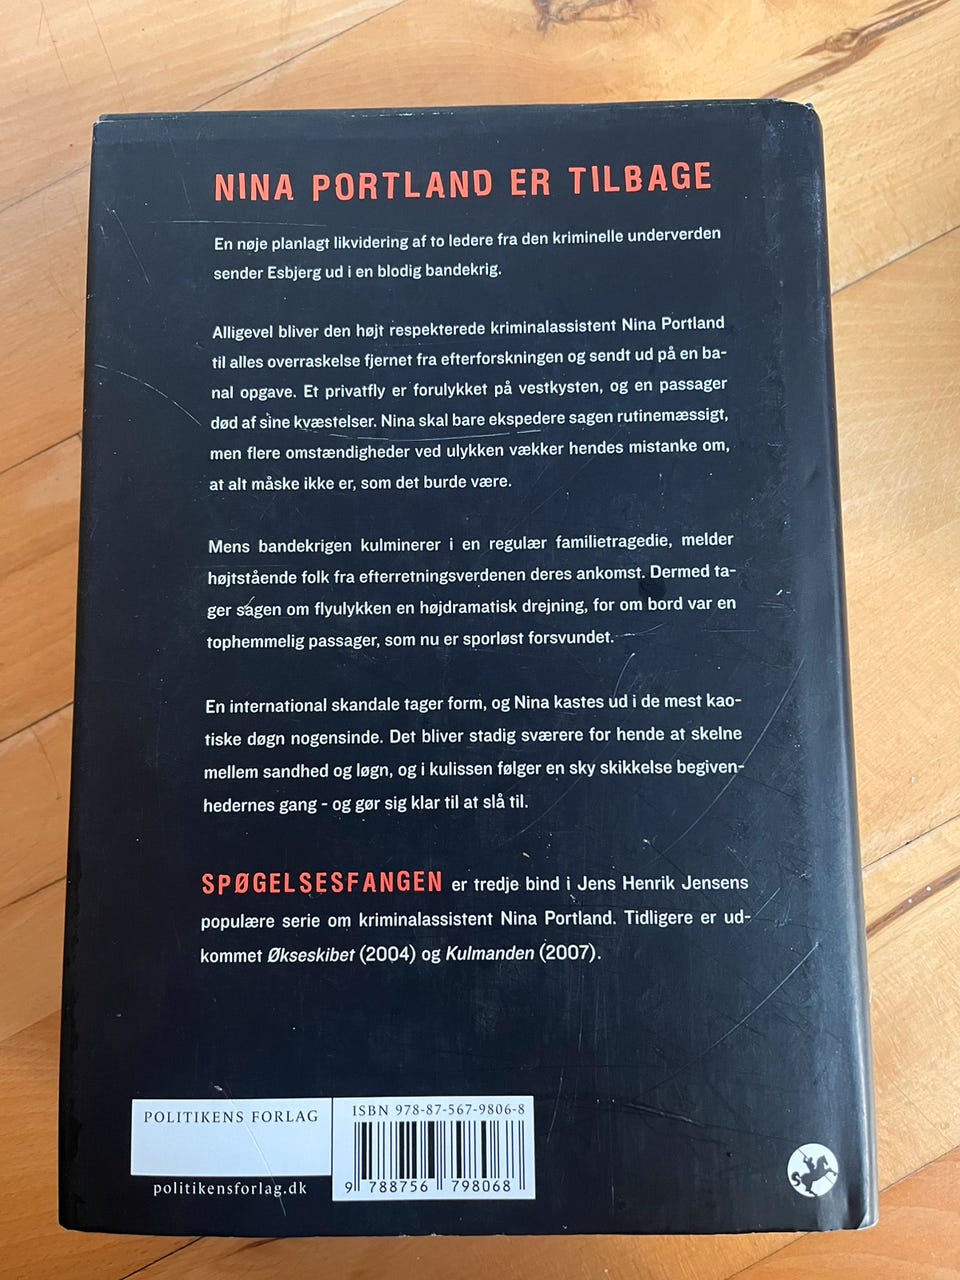 NINA PORTLAND ER TILBAGE
En nøje planlagt likvidering af to ledere fra den kriminelle underverden
sender Esbjerg ud i en blodig bandekrig.
Alligevel bliver den højt respekterede kriminalassistent Nina Portland
til alles overraskelse fjernet fra efterforskningen og sendt ud på en ba-
nal opgave. Et privatfly er forulykket på vestkysten, og en passager
død af sine kvæstelser. Nina skal bare ekspedere sagen rutinemæssigt,
men flere omstændigheder ved ulykken vækker hendes mistanke om,
at alt måske ikke er, som det burde være.
Mens bandekrigen kulminerer i en regulær familietragedie, melder
højtstående folk fra efterretningsverdenen deres ankomst. Dermed ta-
ger sagen om flyulykken en højdramatisk drejning, for om bord var en
tophemmelig passager, som nu er sporløst forsvundet.
En international skandale tager form, og Nina kastes ud i de mest kao-
tiske døgn nogensinde. Det bliver stadig sværere for hende at skelne
mellem sandhed og løgn, og i kulissen følger en sky skikkelse begiven-
hedernes gang - og gør sig klar til at slå til.
SPØGELSESFANGEN er tredje bind i Jens Henrik Jensens
populære serie om kriminalassistent Nina Portland. Tidligere er ud-
kommet Økseskibet (2004) og Kulmanden (2007).
POLITIKENS FORLAG
politikensforlag.dk
ISBN 978-87-567-9806-8
9 788756 798068